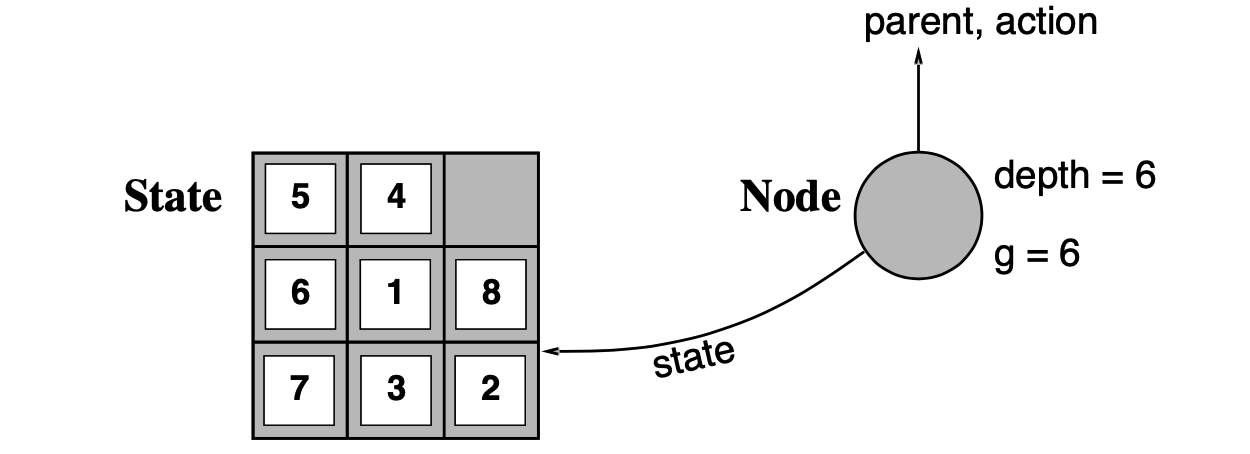 parent, action
State
5 4
6 1 8
7 3 2
Node
depth = 6
g = 6
state